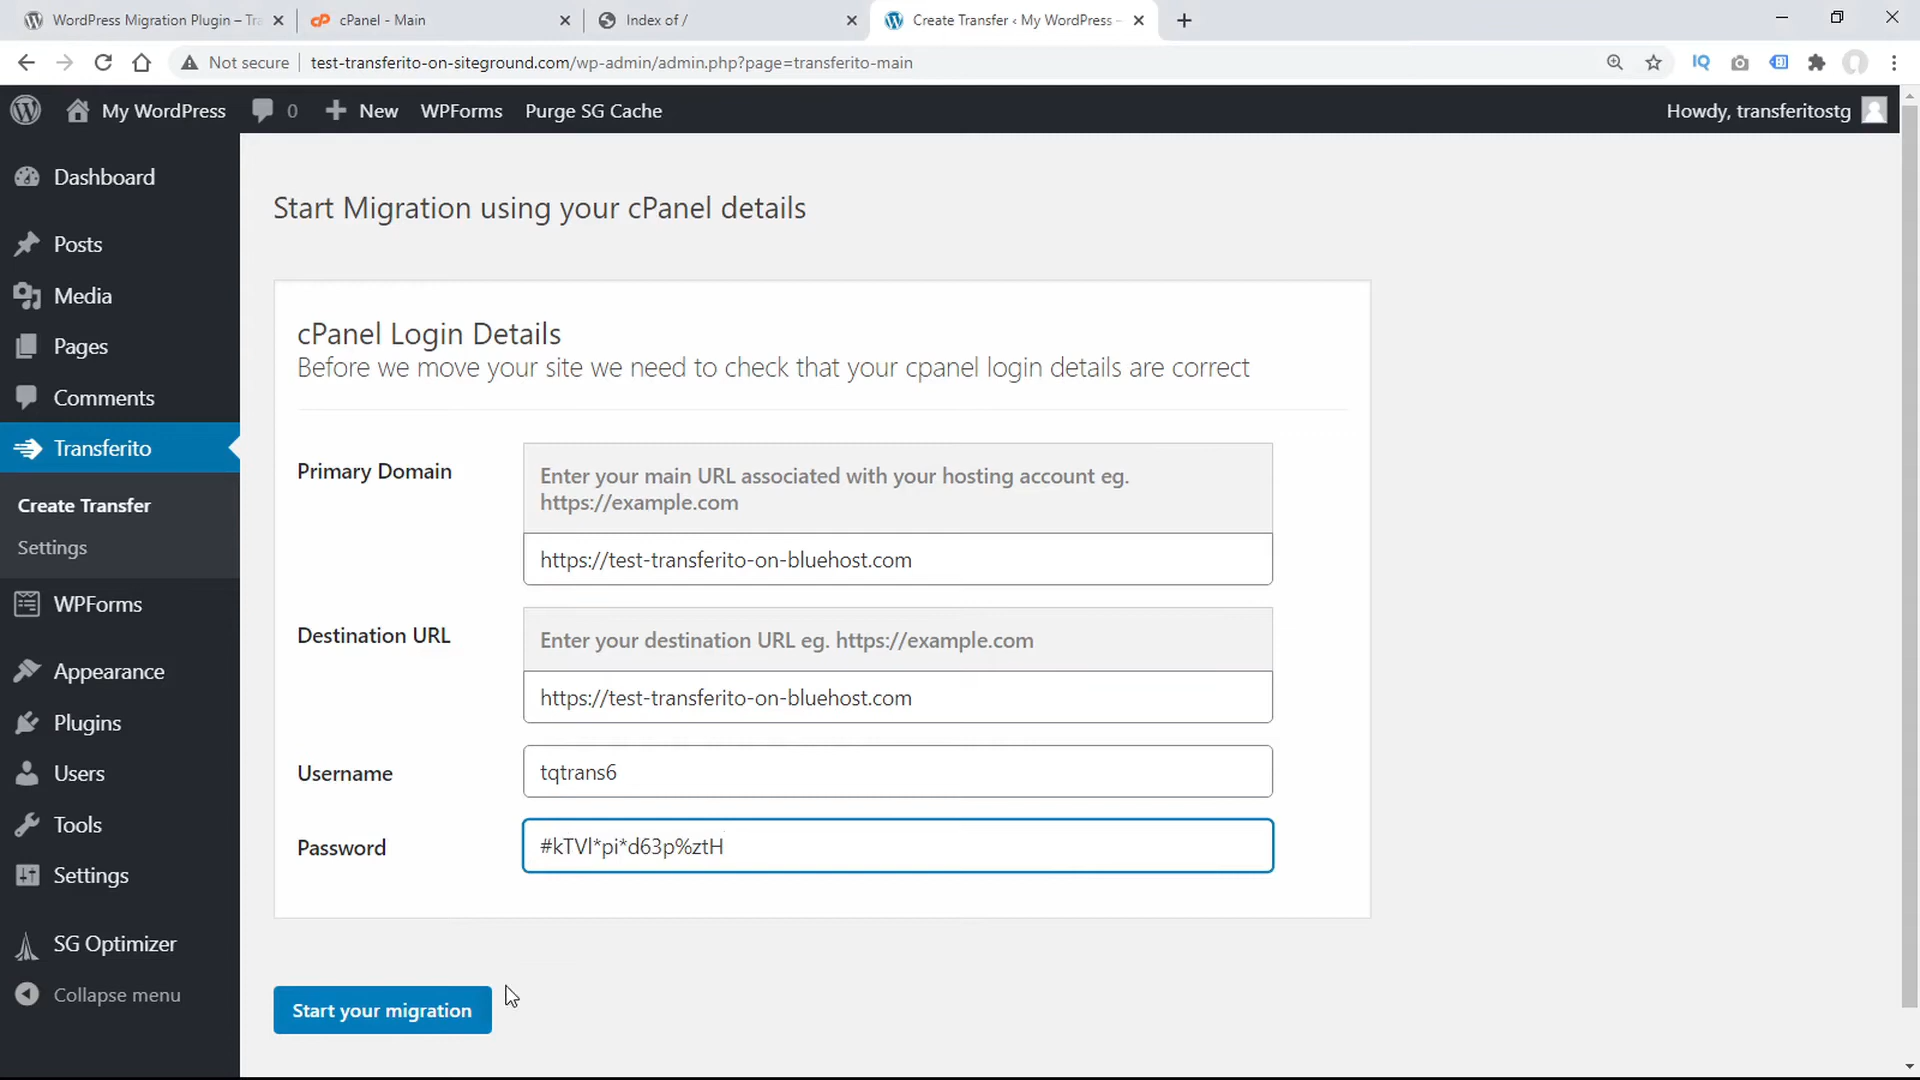 WordPress Migration Plugin – Tra
cPanel - Main
Index of /
Create Transfer ‹ My WordPress –
Not secure
test-transferito-on-siteground.com/wp-admin/admin.php?page=transferito-main
IQ
My WordPress
0
New
WPForms
Purge SG Cache
Howdy, transferitostg
Dashboard
Posts
Media
Pages
Comments
Transferito
Create Transfer
Settings
WPForms
Appearance
Plugins
Users
Tools
Settings
SG Optimizer
Collapse menu
Start Migration using your cPanel details
cPanel Login Details
Before we move your site we need to check that your cpanel login details are correct
Primary Domain
Enter your main URL associated with your hosting account eg.
https://example.com
https://test-transferito-on-bluehost.com
Destination URL
Enter your destination URL eg. https://example.com
https://test-transferito-on-bluehost.com
Username
tqtrans6
Password
#kTVl*pi*d63p%ztH
Start your migration